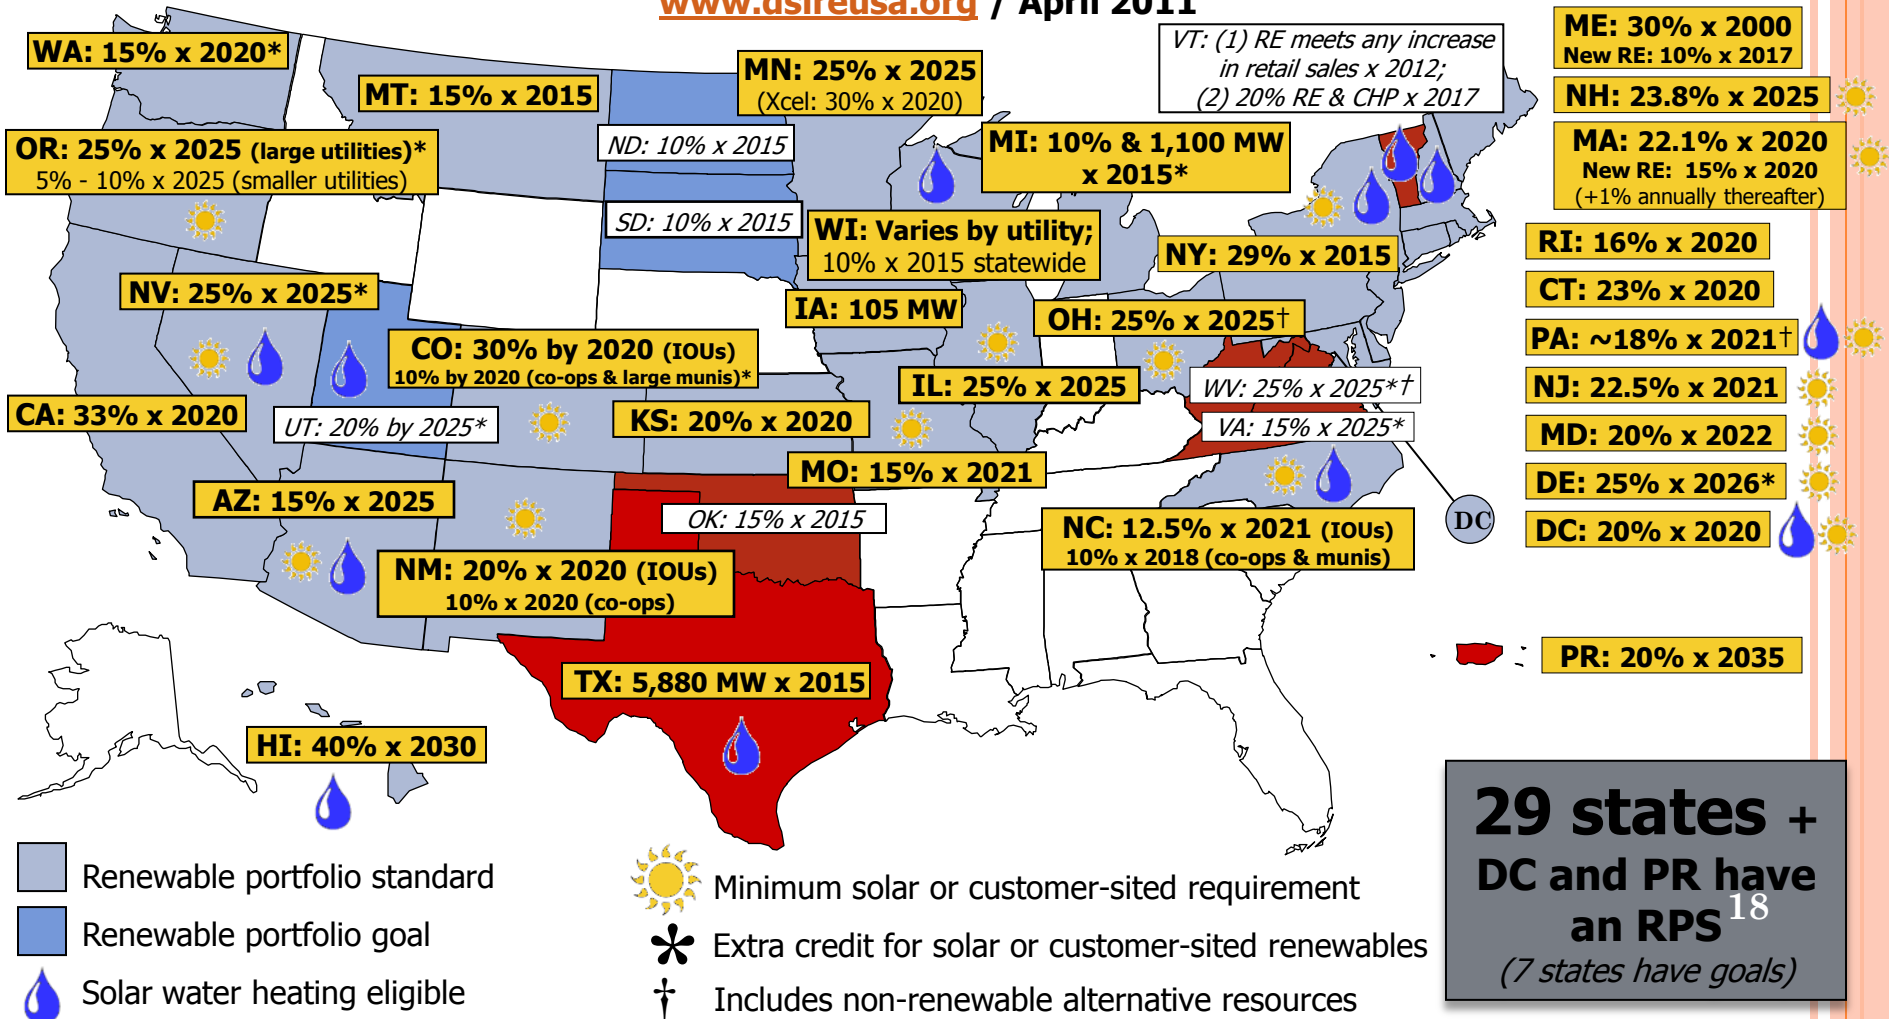 www.dsireusa.org / April 2011
WA: 15% x 2020*
MT: 15% x 2015
MN: 25% x 2025
(Xcel: 30% x 2020)
VT: (1) RE meets any increase
in retail sales x 2012;
(2) 20% RE & CHP x 2017
ME: 30% x 2000
New RE: 10% x 2017
NH: 23.8% x 2025
OR: 25% x 2025 (large utilities)*
5% - 10% x 2025 (smaller utilities)
ND: 10% x 2015
MI: 10% & 1,100 MW
x 2015*
MA: 22.1% x 2020
New RE: 15% x 2020
(+1% annually thereafter)
SD: 10% x 2015
WI: Varies by utility;
10% x 2015 statewide
NY: 29% x 2015
RI: 16% x 2020
NV: 25% x 2025*
IA: 105 MW
OH: 25% x 2025†
CT: 23% x 2020
CO: 30% by 2020 (IOUs)
10% by 2020 (co-ops & large munis)*
PA: ~18% x 2021†
IL: 25% x 2025
WV: 25% x 2025*†
NJ: 22.5% x 2021
CA: 33% x 2020
UT: 20% by 2025*
KS: 20% x 2020
VA: 15% x 2025*
MD: 20% x 2022
MO: 15% x 2021
DE: 25% x 2026*
AZ: 15% x 2025
OK: 15% x 2015
NC: 12.5% x 2021 (IOUs)
10% x 2018 (co-ops & munis)
DC
DC: 20% x 2020
NM: 20% x 2020 (IOUs)
10% x 2020 (co-ops)
PR: 20% x 2035
TX: 5,880 MW x 2015
HI: 40% x 2030
Renewable portfolio standard
Renewable portfolio goal
Solar water heating eligible
Minimum solar or customer-sited requirement
* Extra credit for solar or customer-sited renewables
† Includes non-renewable alternative resources
29 states +
DC and PR have
an RPS
18
(7 states have goals)